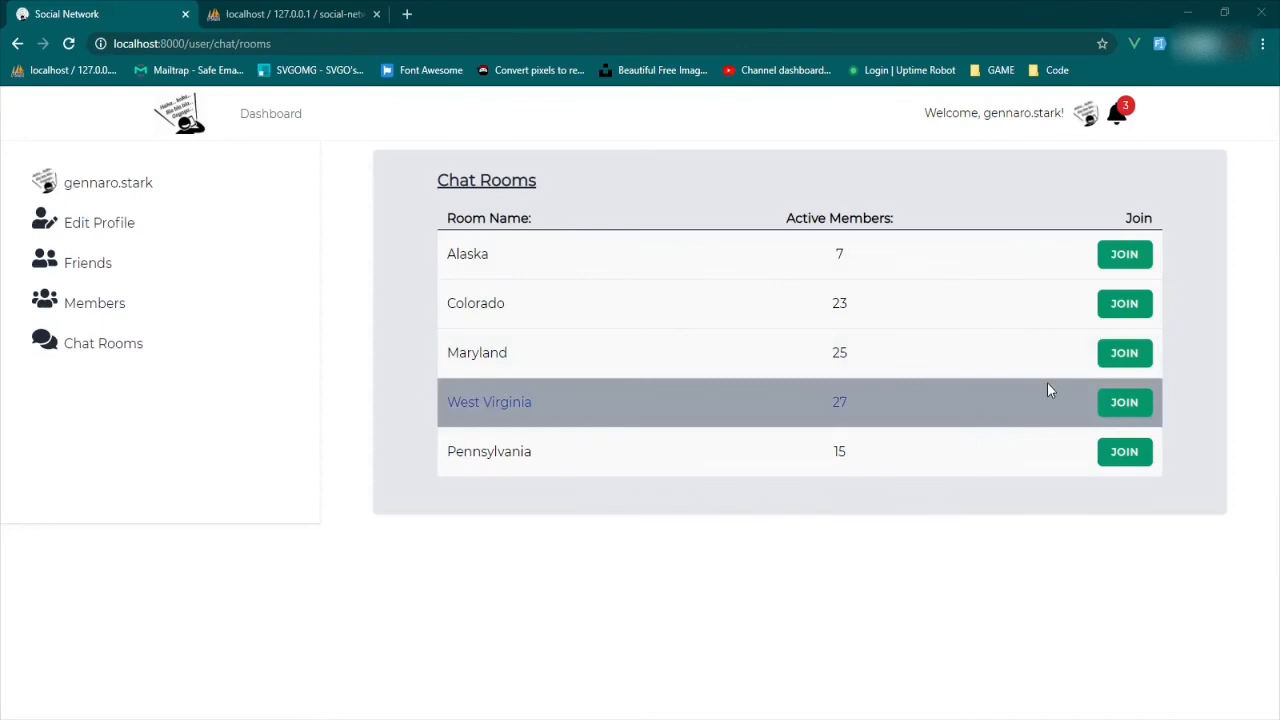 Social Network
localhost / 127.0.0.1 / social-netw
localhost:8000/user/chat/rooms
localhost / 127.0.0....
Mailtrap - Safe Ema...
SVGOMG - SVGO's...
Font Awesome
Convert pixels to re...
Beautiful Free Imag...
Channel dashboard...
Login | Uptime Robot
GAME
Code
Dashboard
Welcome, gennaro.stark!
3
gennaro.stark
Edit Profile
Friends
Members
Chat Rooms
Chat Rooms
Room Name: Active Members: Join
Alaska 7 JOIN
Colorado 23 JOIN
Maryland 25 JOIN
West Virginia 27 JOIN
Pennsylvania 15 JOIN